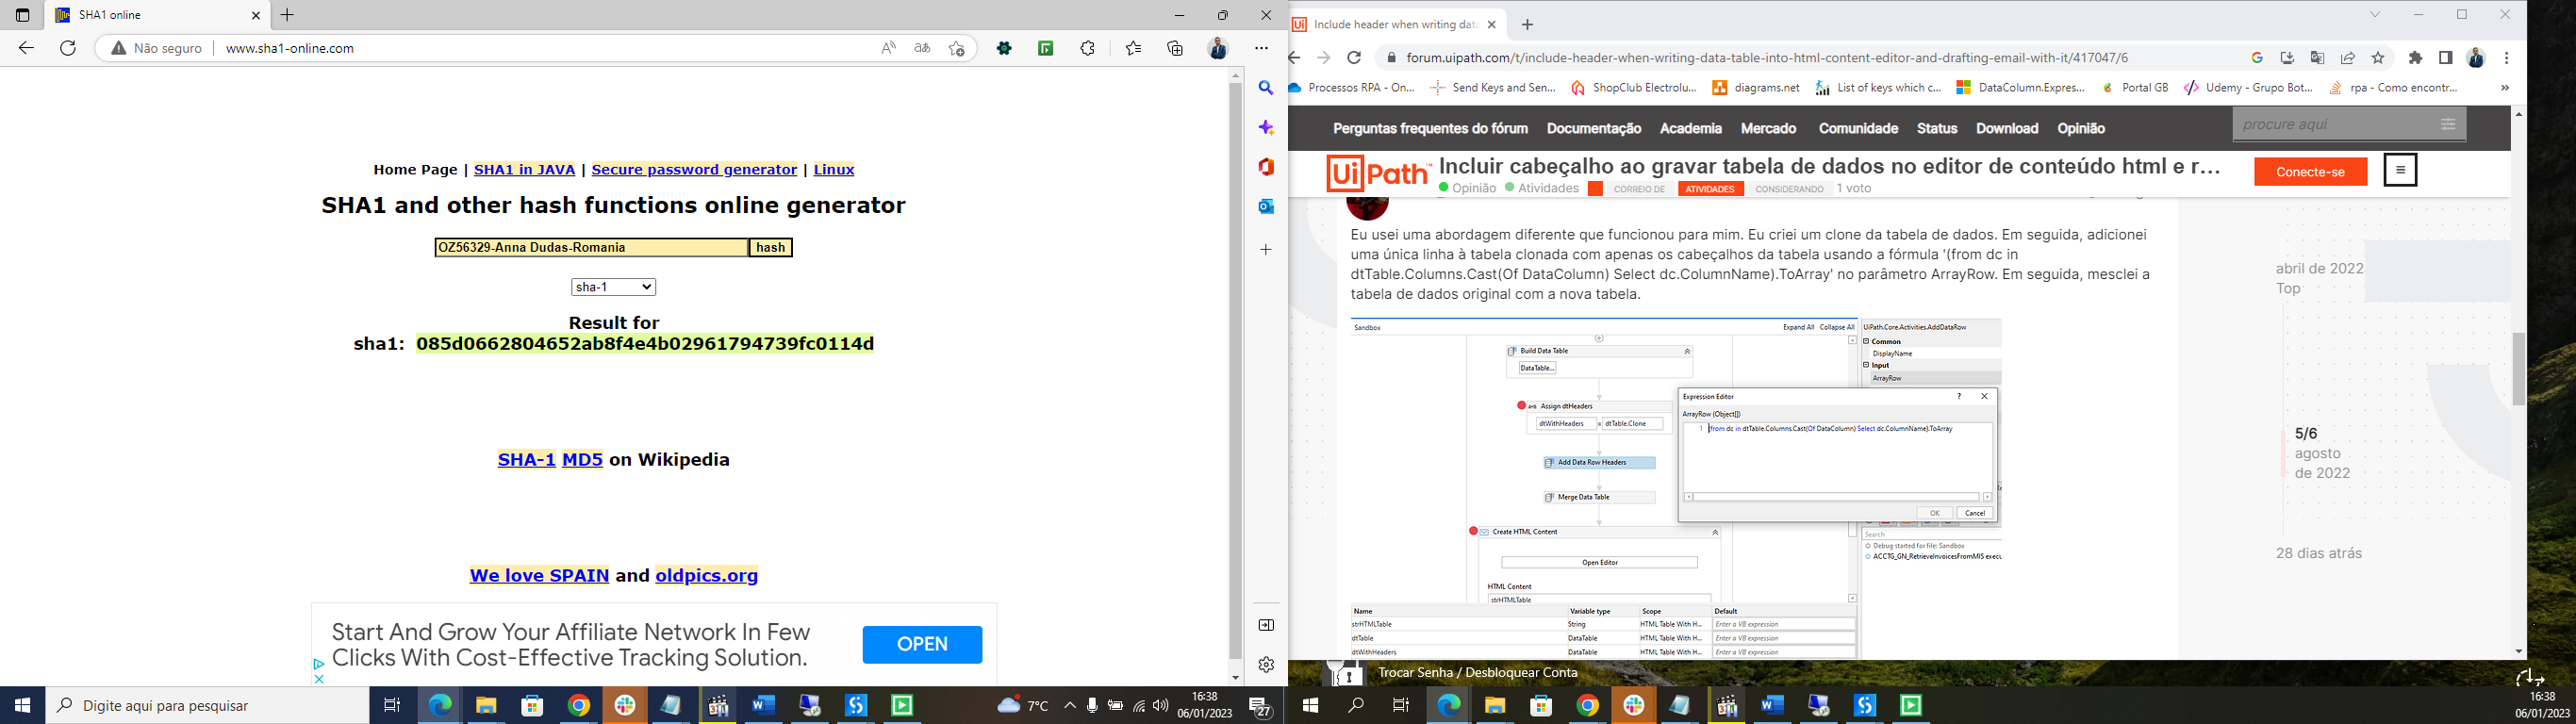 SHA1 online
Não seguro
www.sha1-online.com
Home Page | SHA1 in JAVA | Secure password generator | Linux
SHA1 and other hash functions online generator
OZ56329-Anna Dudas-Romania
hash
sha-1
Result for
sha1: 085d0662804652ab8f4e4b02961794739fc0114d
SHA-1 MD5 on Wikipedia
We love SPAIN and oldpics.org
Start And Grow Your Affiliate Network In Few
Clicks With Cost-Effective Tracking Solution.
OPEN
Digite aqui para pesquisar
7°C
16:38
06/01/2023
27
Include header when writing data
forum.uipath.com/t/include-header-when-writing-data-table-into-html-content-editor-and-drafting-email-with-it/417047/6
Processos RPA - On...
Send Keys and Sen...
ShopClub Electrolu...
diagrams.net
List of keys which c...
DataColumn.Expres...
Portal GB
Udemy - Grupo Bot...
rpa - Como encontr...
Perguntas frequentes do fórum
Documentação
Academia
Mercado
Comunidade
Status
Download
Opinião
procure aqui
UiPath
Incluir cabeçalho ao gravar tabela de dados no editor de conteúdo html e r...
Opinião
Atividades
CORREIO DE
ATIVIDADES
CONSIDERANDO
1 voto
Conecte-se
Eu usei uma abordagem diferente que funcionou para mim. Eu criei um clone da tabela de dados. Em seguida, adicionei
uma única linha à tabela clonada com apenas os cabeçalhos da tabela usando a fórmula '(from dc in
dtTable.Columns.Cast(Of DataColumn) Select dc.ColumnName).ToArray' no parâmetro ArrayRow. Em seguida, mesclei a
tabela de dados original com a nova tabela.
abril de 2022
Top
5/6
agosto
de 2022
28 dias atrás
Sandbox
Expand All Collapse All
UiPath.Core.Activities.AddDataRow
Common
DisplayName
Input
ArrayRow
Build Data Table
DataTable...
Assign dtHeaders
dtWithHeaders = dtTable.Clone
Add Data Row Headers
Merge Data Table
Create HTML Content
Open Editor
HTML Content
strHTMLTable
Expression Editor
ArrayRow (Object[])
1 (from dc in dtTable.Columns.Cast(Of DataColumn) Select dc.ColumnName).ToArray
OK
Cancel
Search
Debug started for file: Sandbox
ACCTG_GN_RetrieveInvoicesFromMIS execu
Name Variable type Scope Default
strHTMLTable String HTML Table With H... Enter a VB expression
dtTable DataTable HTML Table With H... Enter a VB expression
dtWithHeaders DataTable HTML Table With H... Enter a VB expression
Trocar Senha / Desbloquear Conta
16:38
06/01/2023